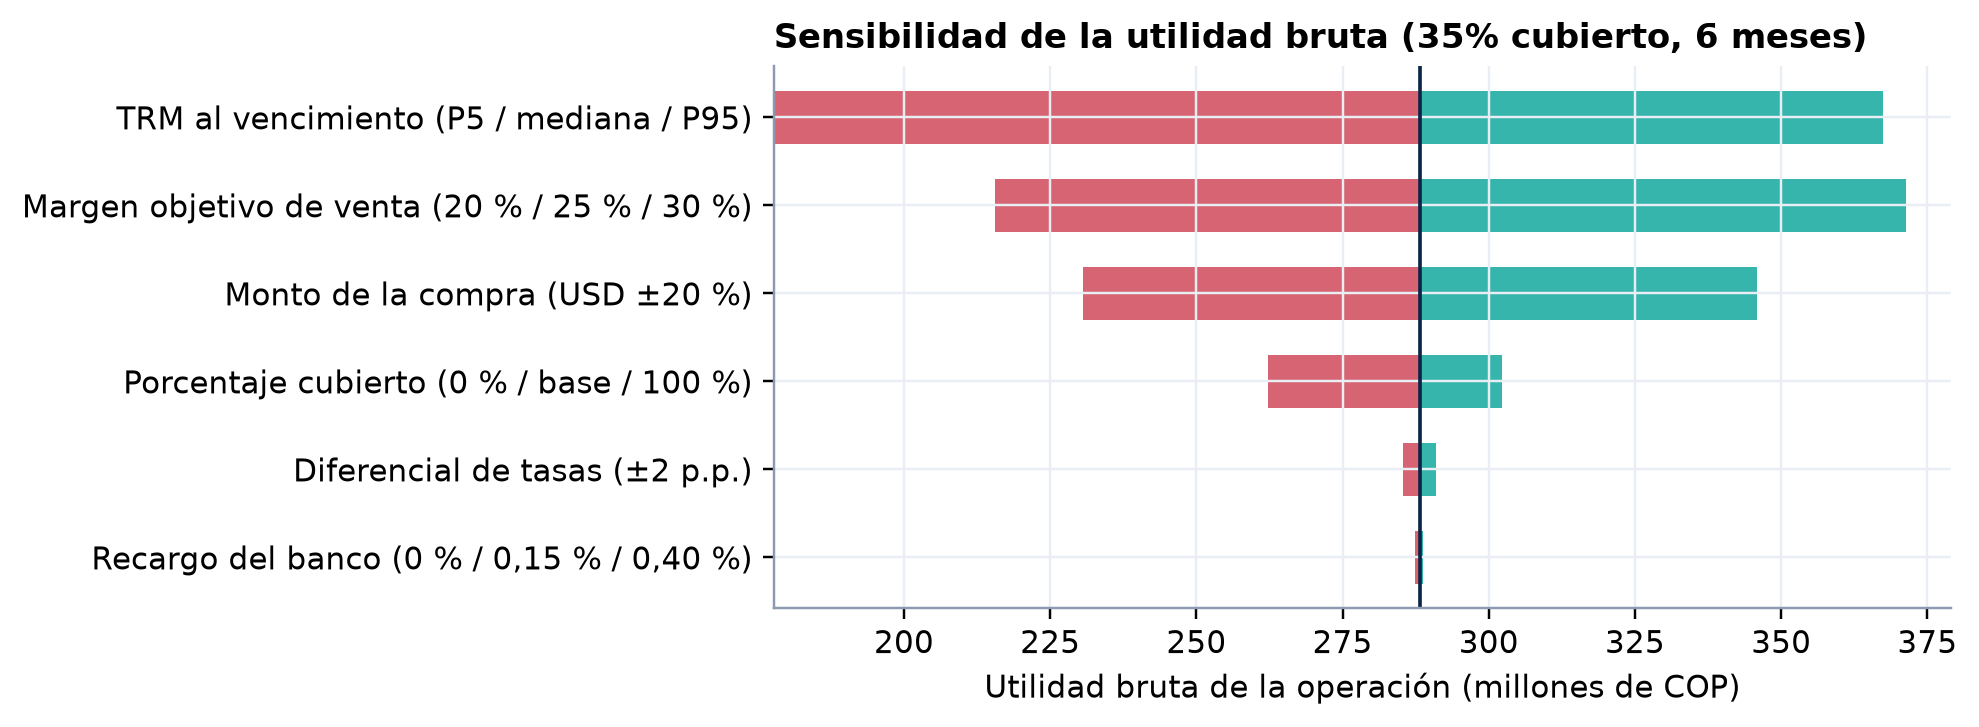 Sensibilidad de la utilidad bruta (35% cubierto, 6 meses)
TRM al vencimiento (P5 / mediana / P95)
Margen objetivo de venta (20 % / 25 % / 30 %)
Monto de la compra (USD ±20 %)
Porcentaje cubierto (0 % / base / 100 %)
Diferencial de tasas (±2 p.p.)
Recargo del banco (0 % / 0,15 % / 0,40 %)
200 225 250 275 300 325 350 375
Utilidad bruta de la operación (millones de COP)